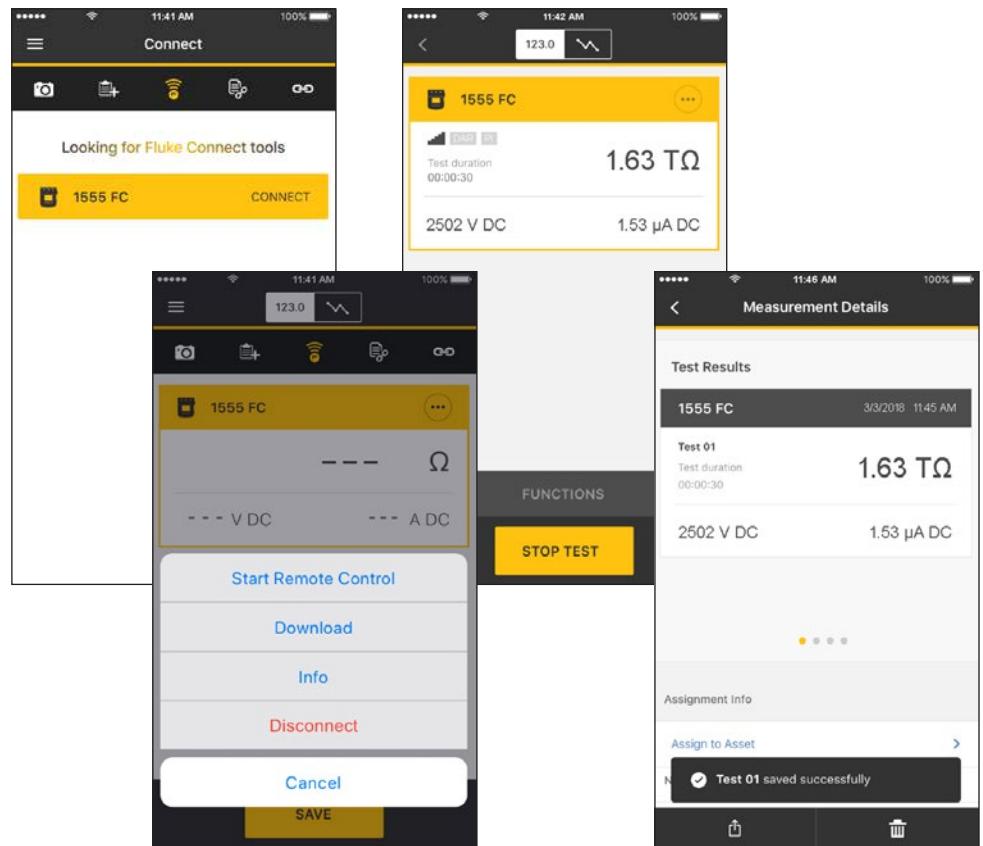 11:41 AM
100%
Connect
Looking for Fluke Connect tools
1555 FC
CONNECT
11:42 AM
100%
123.0
1555 FC
DAR PI
Test duration
00:00:30
1.63 TΩ
2502 V DC
1.53 µA DC
FUNCTIONS
STOP TEST
11:41 AM
100%
123.0
1555 FC
--- Ω
--- V DC
--- A DC
Start Remote Control
Download
Info
Disconnect
Cancel
SAVE
11:46 AM
100%
Measurement Details
Test Results
1555 FC
3/3/2018 11:45 AM
Test 01
Test duration
00:00:30
1.63 TΩ
2502 V DC
1.53 µA DC
Assignment Info
Assign to Asset
Test 01 saved successfully